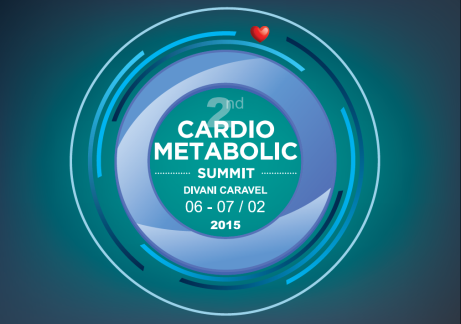 2nd
CARDIO
METABOLIC
SUMMIT
DIVANI CARAVEL
06 - 07 / 02
2015